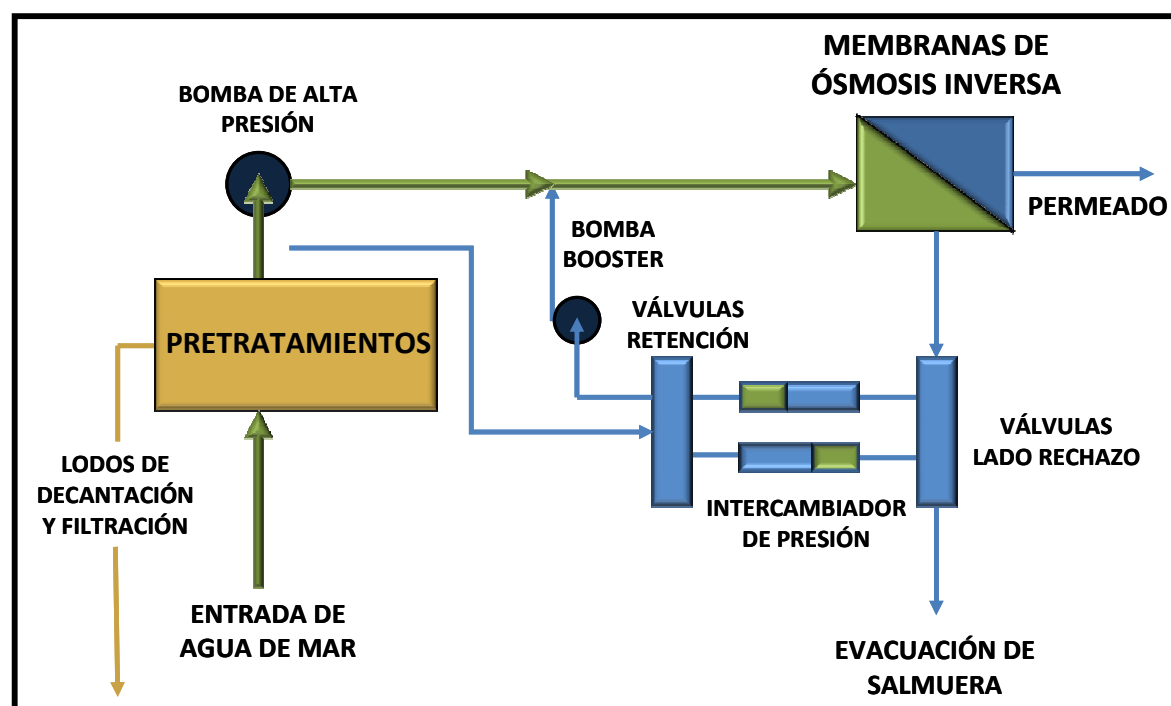 MEMBRANAS DE
ÓSMOSIS INVERSA
BOMBA DE ALTA
PRESIÓN
PERMEADO
BOMBA
BOOSTER
VÁLVULAS
RETENCIÓN
PRETRATAMIENTOS
VÁLVULAS
LADO RECHAZO
LODOS DE
DECANTACIÓN
Y FILTRACIÓN
INTERCAMBIADOR
DE PRESIÓN
ENTRADA DE
AGUA DE MAR
EVACUACIÓN DE
SALMUERA